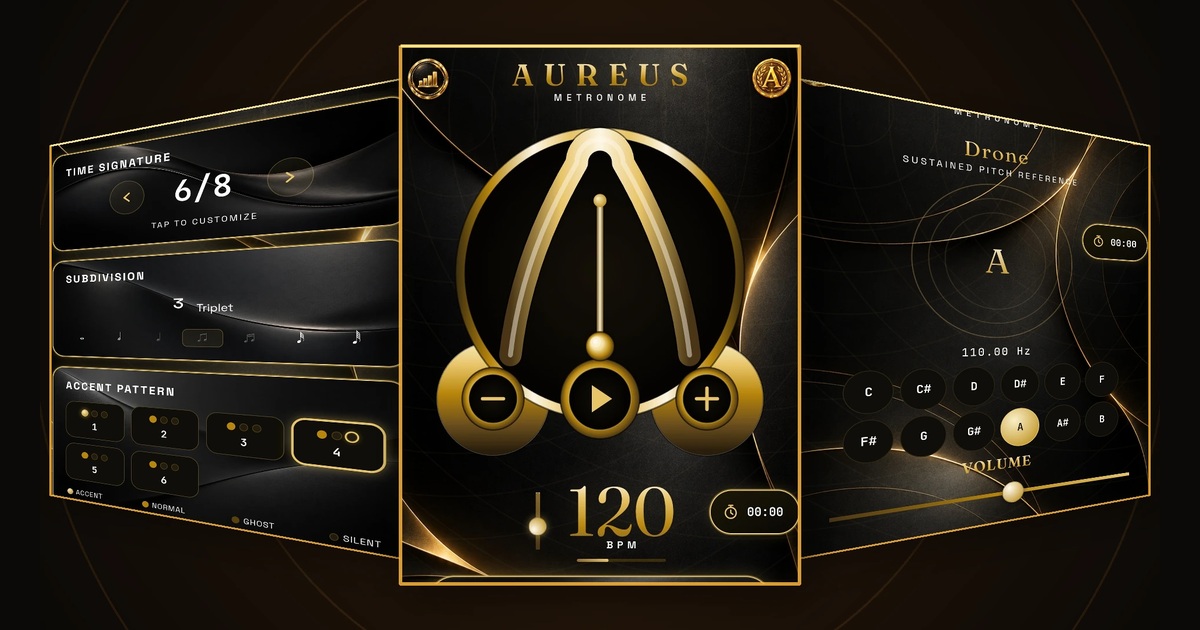 TIME SIGNATURE
6/8
TAP TO CUSTOMIZE
SUBDIVISION
3 Triplet
ACCENT PATTERN
1
2
3
4
5
6
ACCENT
NORMAL
GHOST
SILENT
A
AUREUS
METRONOME
120
BPM
00:00
METRONOME
Drone
SUSTAINED PITCH REFERENCE
A
00:00
110.00 Hz
C C# D D# E F
F# G G# A A# B
VOLUME